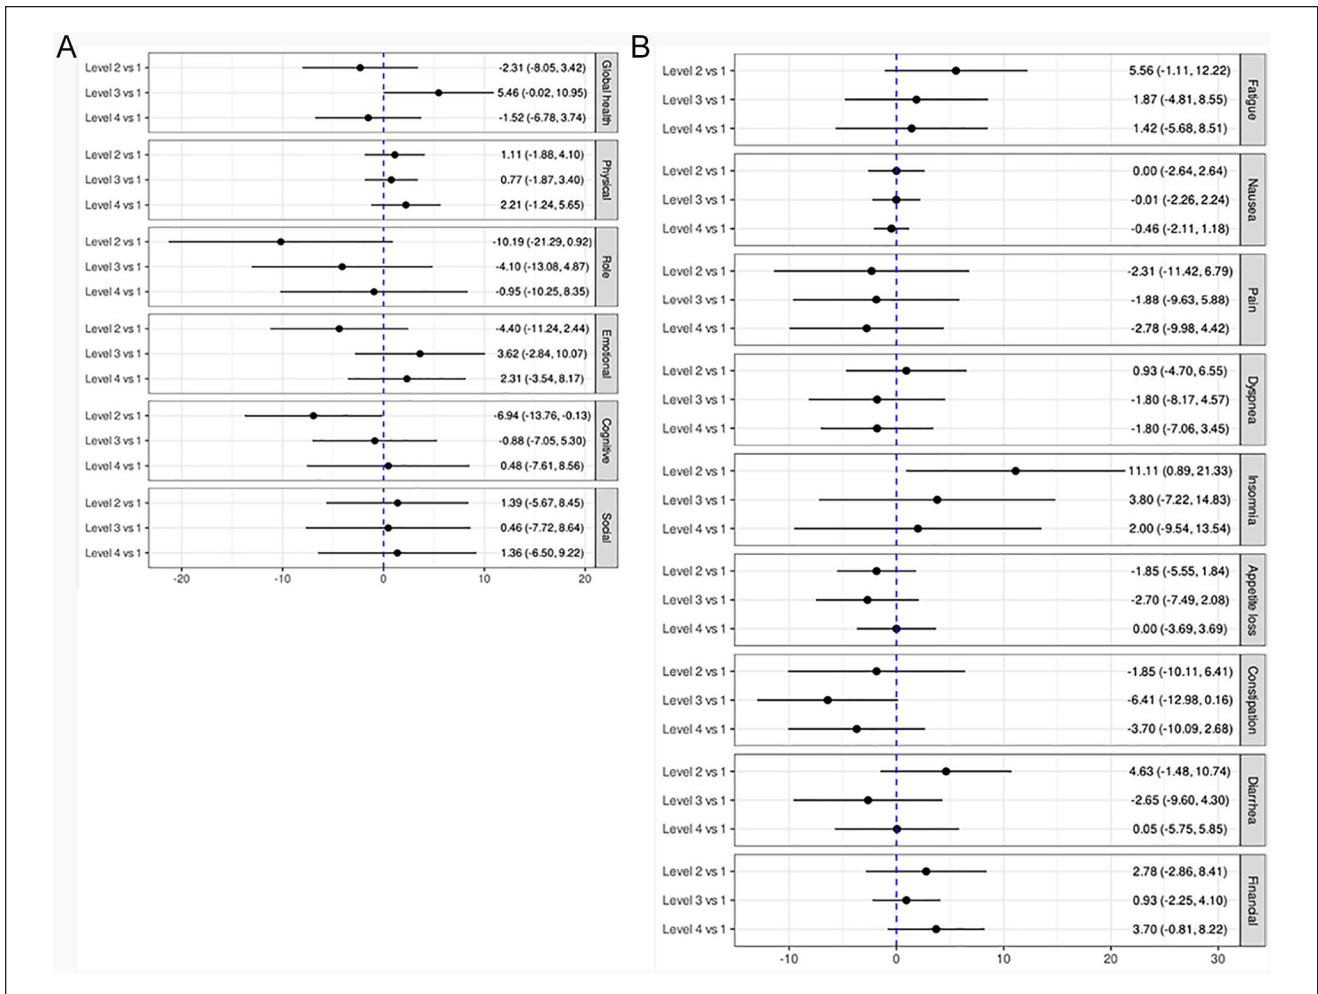 A
Level 2 vs 1 -2.31 (-8.05, 3.42)
Level 3 vs 1 5.46 (-0.02, 10.95)
Level 4 vs 1 -1.52 (-6.78, 3.74)
Global health
Level 2 vs 1 1.11 (-1.88, 4.10)
Level 3 vs 1 0.77 (-1.87, 3.40)
Level 4 vs 1 2.21 (-1.24, 5.65)
Physical
Level 2 vs 1 -10.19 (-21.29, 0.92)
Level 3 vs 1 -4.10 (-13.08, 4.87)
Level 4 vs 1 -0.95 (-10.25, 8.35)
Role
Level 2 vs 1 -4.40 (-11.24, 2.44)
Level 3 vs 1 3.62 (-2.84, 10.07)
Level 4 vs 1 2.31 (-3.54, 8.17)
Emotional
Level 2 vs 1 -6.94 (-13.76, -0.13)
Level 3 vs 1 -0.88 (-7.05, 5.30)
Level 4 vs 1 0.48 (-7.61, 8.56)
Cognitive
Level 2 vs 1 1.39 (-5.67, 8.45)
Level 3 vs 1 0.46 (-7.72, 8.64)
Level 4 vs 1 1.36 (-6.50, 9.22)
Social
-20 -10 0 10 20
B
Level 2 vs 1 5.56 (-1.11, 12.22)
Level 3 vs 1 1.87 (-4.81, 8.55)
Level 4 vs 1 1.42 (-5.68, 8.51)
Fatigue
Level 2 vs 1 0.00 (-2.64, 2.64)
Level 3 vs 1 -0.01 (-2.26, 2.24)
Level 4 vs 1 -0.46 (-2.11, 1.18)
Nausea
Level 2 vs 1 -2.31 (-11.42, 6.79)
Level 3 vs 1 -1.88 (-9.63, 5.88)
Level 4 vs 1 -2.78 (-9.98, 4.42)
Pain
Level 2 vs 1 0.93 (-4.70, 6.55)
Level 3 vs 1 -1.80 (-8.17, 4.57)
Level 4 vs 1 -1.80 (-7.06, 3.45)
Dyspnea
Level 2 vs 1 11.11 (0.89, 21.33)
Level 3 vs 1 3.80 (-7.22, 14.83)
Level 4 vs 1 2.00 (-9.54, 13.54)
Insomnia
Level 2 vs 1 -1.85 (-5.55, 1.84)
Level 3 vs 1 -2.70 (-7.49, 2.08)
Level 4 vs 1 0.00 (-3.69, 3.69)
Appetite loss
Level 2 vs 1 -1.85 (-10.11, 6.41)
Level 3 vs 1 -6.41 (-12.98, 0.16)
Level 4 vs 1 -3.70 (-10.09, 2.68)
Constipation
Level 2 vs 1 4.63 (-1.48, 10.74)
Level 3 vs 1 -2.65 (-9.60, 4.30)
Level 4 vs 1 0.05 (-5.75, 5.85)
Diarrhea
Level 2 vs 1 2.78 (-2.86, 8.41)
Level 3 vs 1 0.93 (-2.25, 4.10)
Level 4 vs 1 3.70 (-0.81, 8.22)
Financial
-10 0 10 20 30